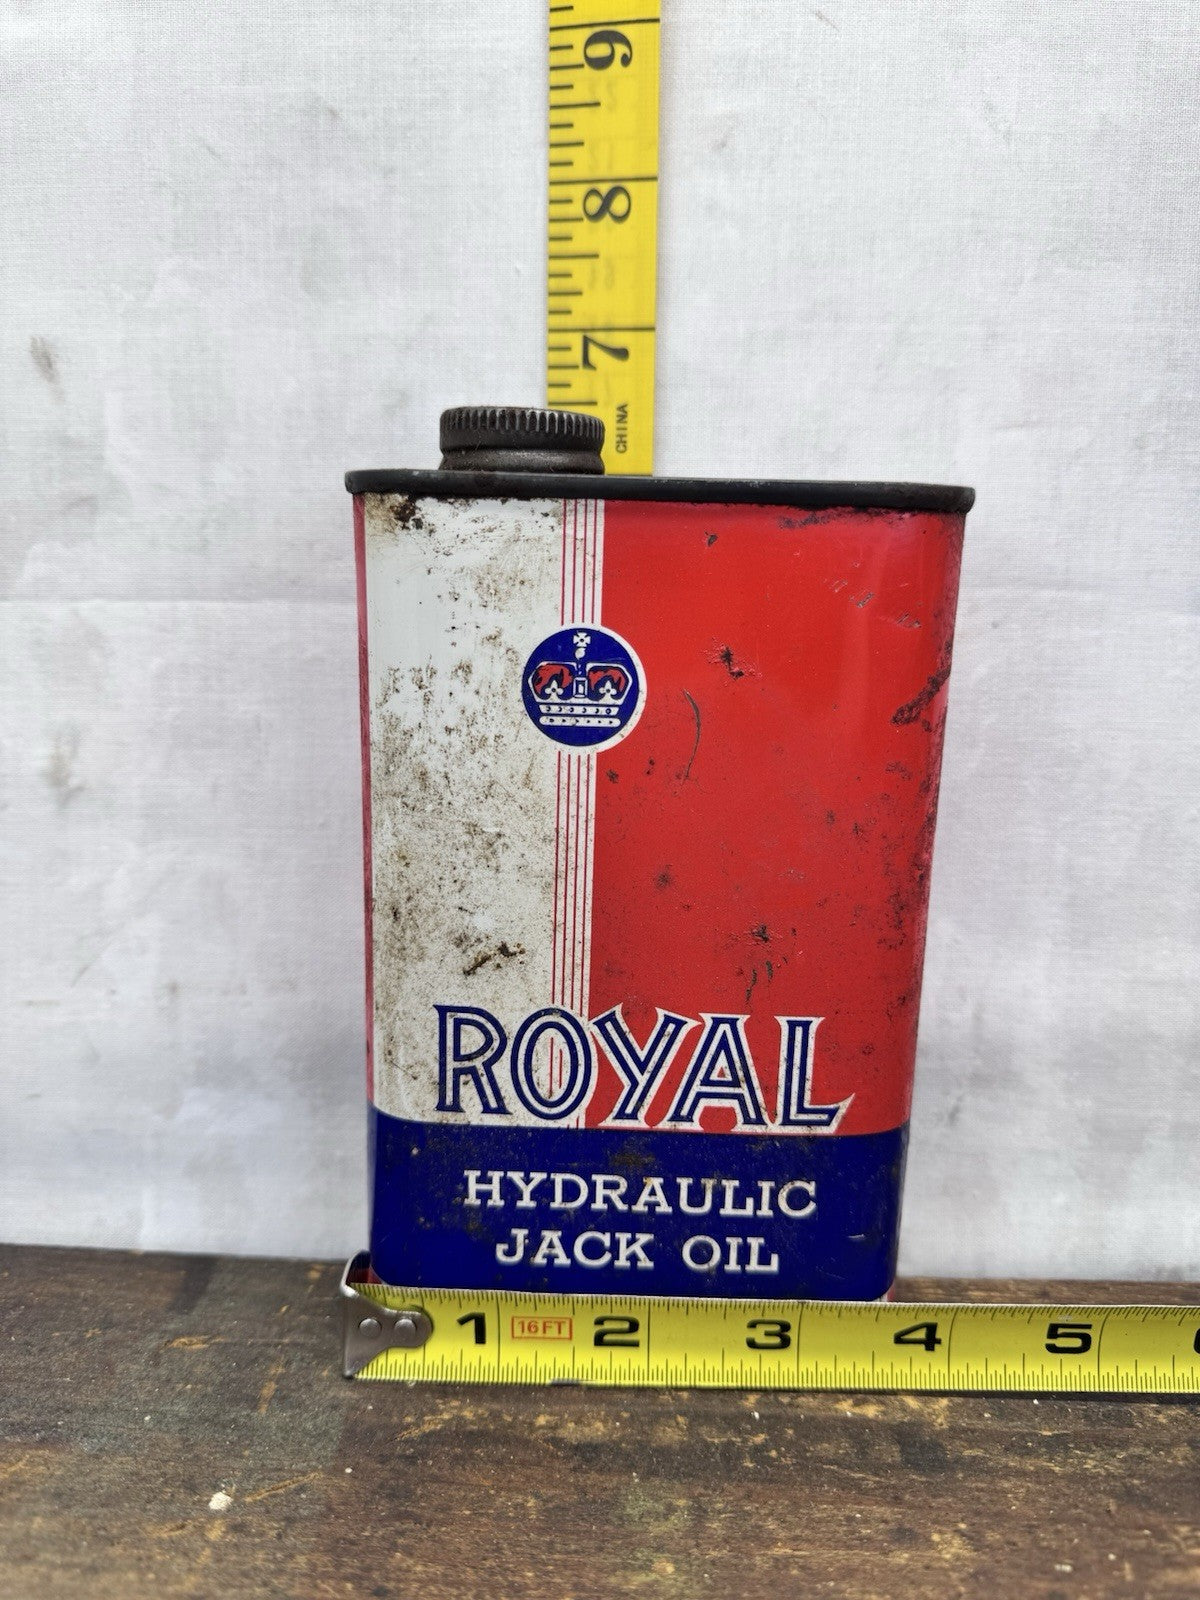 9
8
7
CHINA
ROYAL
HYDRAULIC
JACK OIL
1 16FT 2 3 4 5